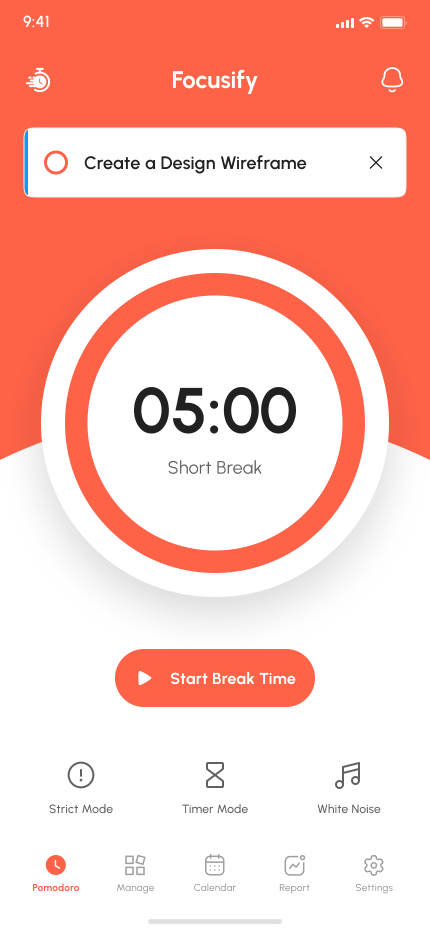 9:41
Focusify
Create a Design Wireframe
05:00
Short Break
Start Break Time
Strict Mode Timer Mode White Noise
Pomodoro Manage Calendar Report Settings